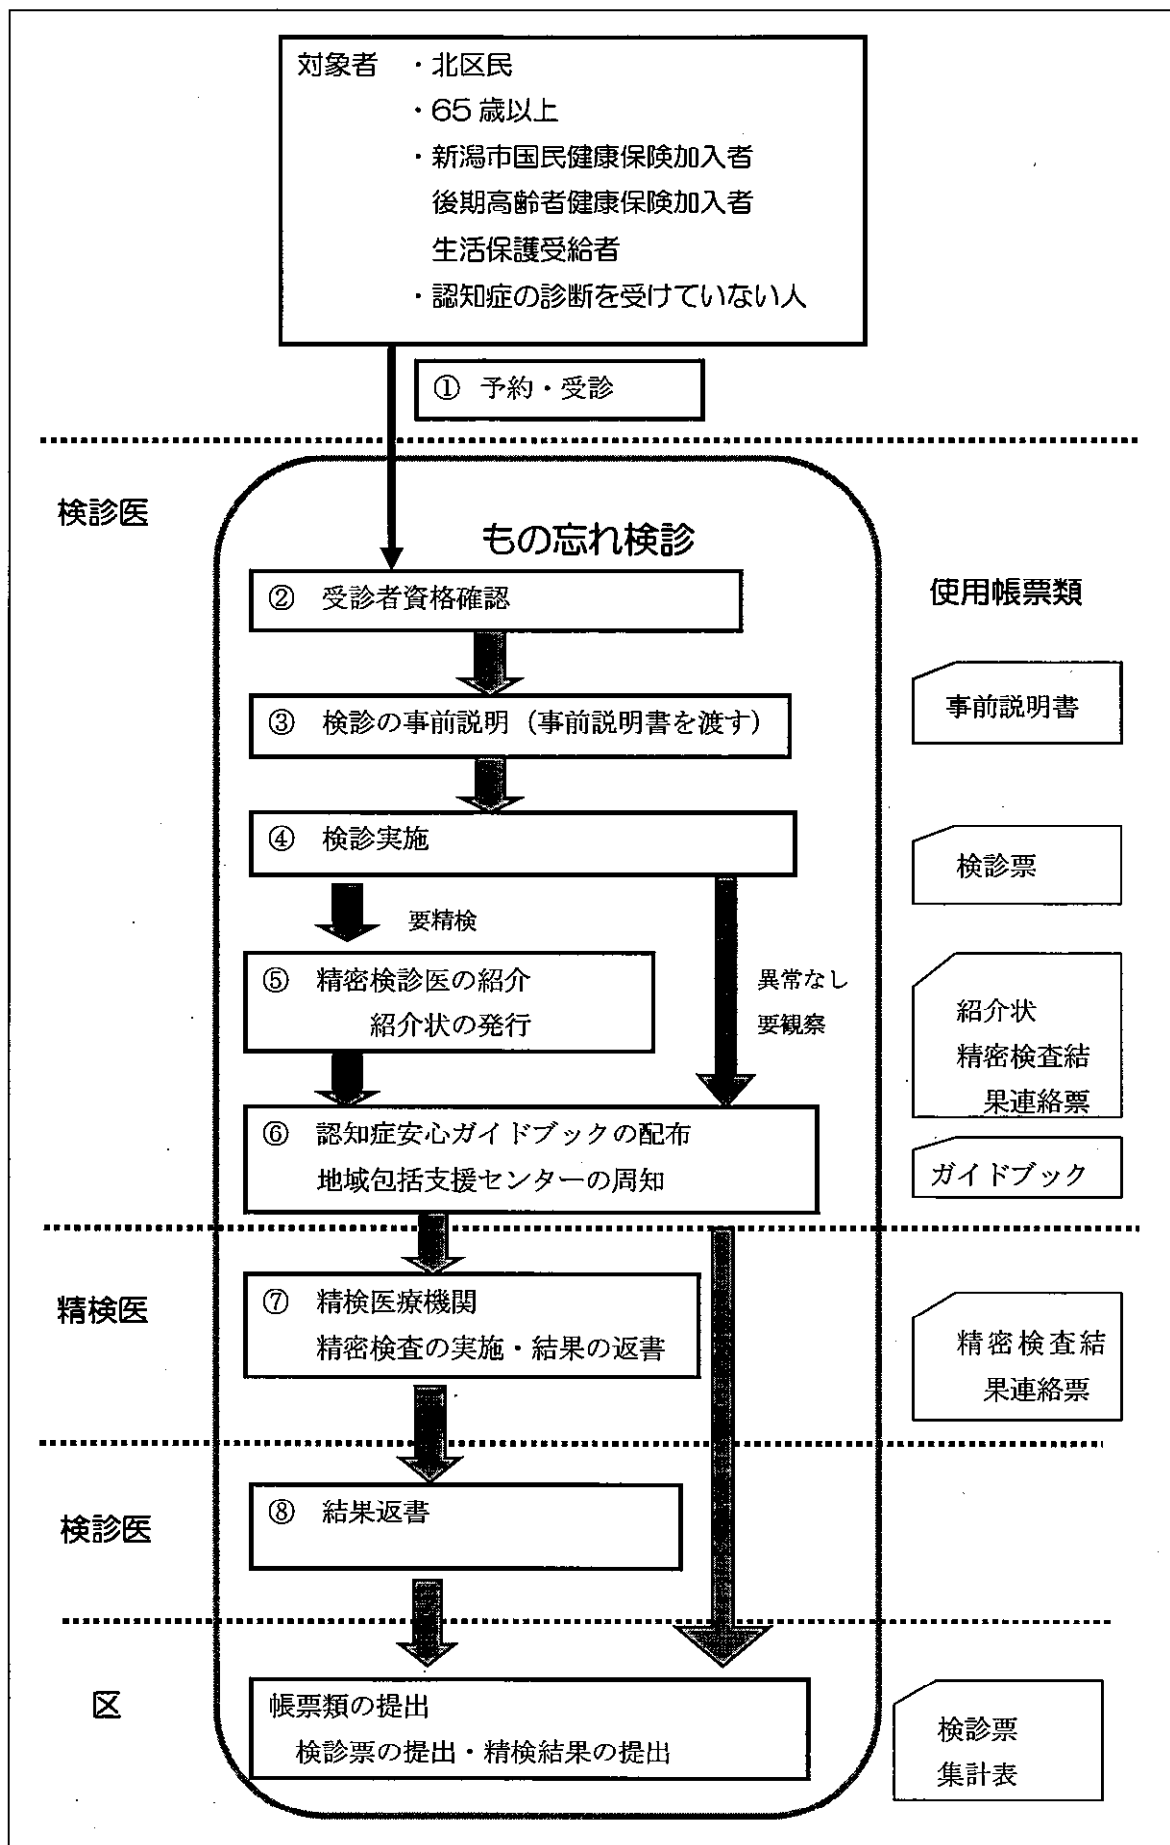 対象者 ・北区民
・65歳以上
・新潟市国民健康保険加入者
後期高齢者健康保険加入者
生活保護受給者
・認知症の診断を受けていない人
① 予約・受診
検診医
もの忘れ検診
② 受診者資格確認
使用帳票類
③ 検診の事前説明（事前説明書を渡す）
事前説明書
④ 検診実施
検診票
要精検
⑤ 精密検診医の紹介
紹介状の発行
異常なし
要観察
紹介状
精密検査結
果連絡票
⑥ 認知症安心ガイドブックの配布
地域包括支援センターの周知
ガイドブック
精検医
⑦ 精検医療機関
精密検査の実施・結果の返書
精密検査結
果連絡票
検診医
⑧ 結果返書
区
帳票類の提出
検診票の提出・精検結果の提出
検診票
集計表